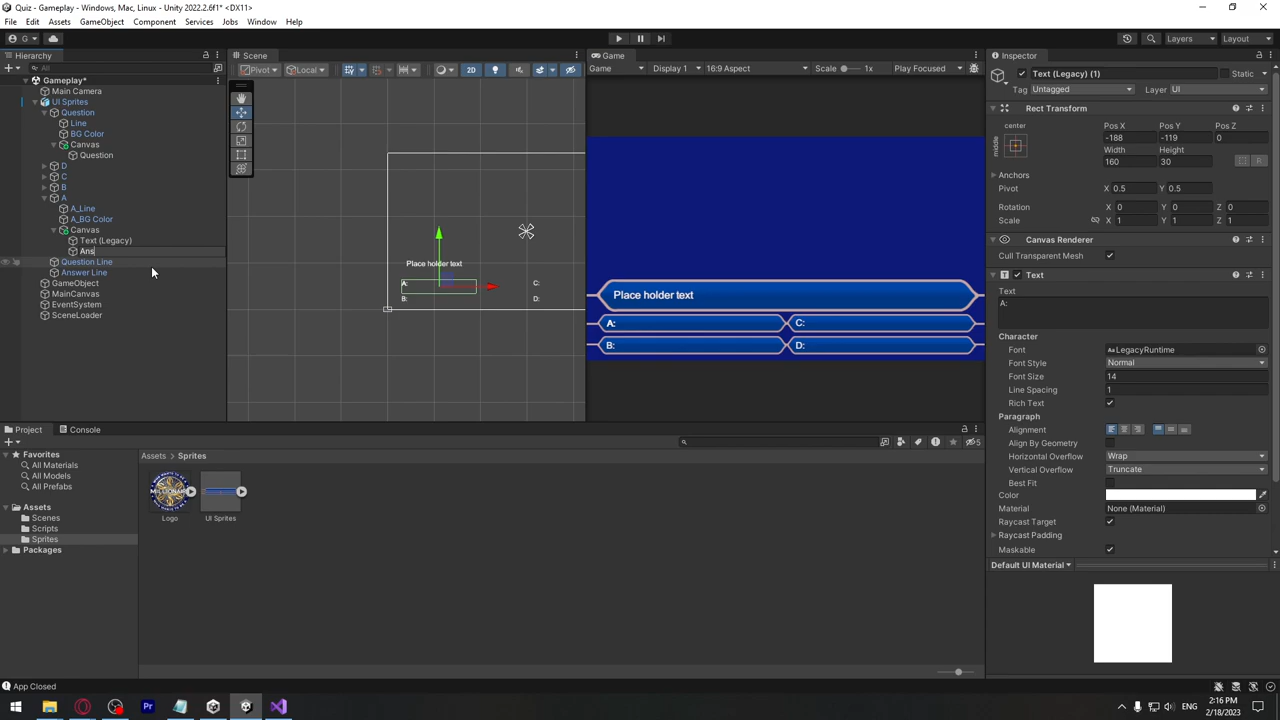 Quiz - Gameplay - Windows, Mac, Linux - Unity 2022.2.6f1* <DX11>
File Edit Assets GameObject Component Services Jobs Window Help
G
Layers Layout
Hierarchy
All
Gameplay*
Main Camera
UI Sprites
Question
Line
BG Color
Canvas
Question
D
C
B
A
A_Line
A_BG Color
Canvas
Text (Legacy)
Ans
Question Line
Answer Line
GameObject
MainCanvas
EventSystem
SceneLoader
Scene
Pivot Local 2D
Place holder text
A: C:
B: D:
Game
Game Display 1 16:9 Aspect Scale 1x Play Focused
Place holder text
A: C:
B: D:
Inspector
Text (Legacy) (1) Static
Tag Untagged Layer UI
Rect Transform
center
middle
Pos X Pos Y Pos Z
-188 -119 0
Width Height
160 30
R
Anchors
Pivot X 0.5 Y 0.5
Rotation X 0 Y 0 Z 0
Scale X 1 Y 1 Z 1
Canvas Renderer
Cull Transparent Mesh
Text
Text
A:
Character
Font LegacyRuntime
Font Style Normal
Font Size 14
Line Spacing 1
Rich Text
Paragraph
Alignment
Align By Geometry
Horizontal Overflow Wrap
Vertical Overflow Truncate
Best Fit
Color
Material None (Material)
Raycast Target
Raycast Padding
Maskable
Default UI Material
Project Console
5
Favorites
All Materials
All Models
All Prefabs
Assets
Scenes
Scripts
Sprites
Packages
Assets > Sprites
MILLIONAIRE
Logo UI Sprites
App Closed
Pr
ENG
2:16 PM
2/18/2023